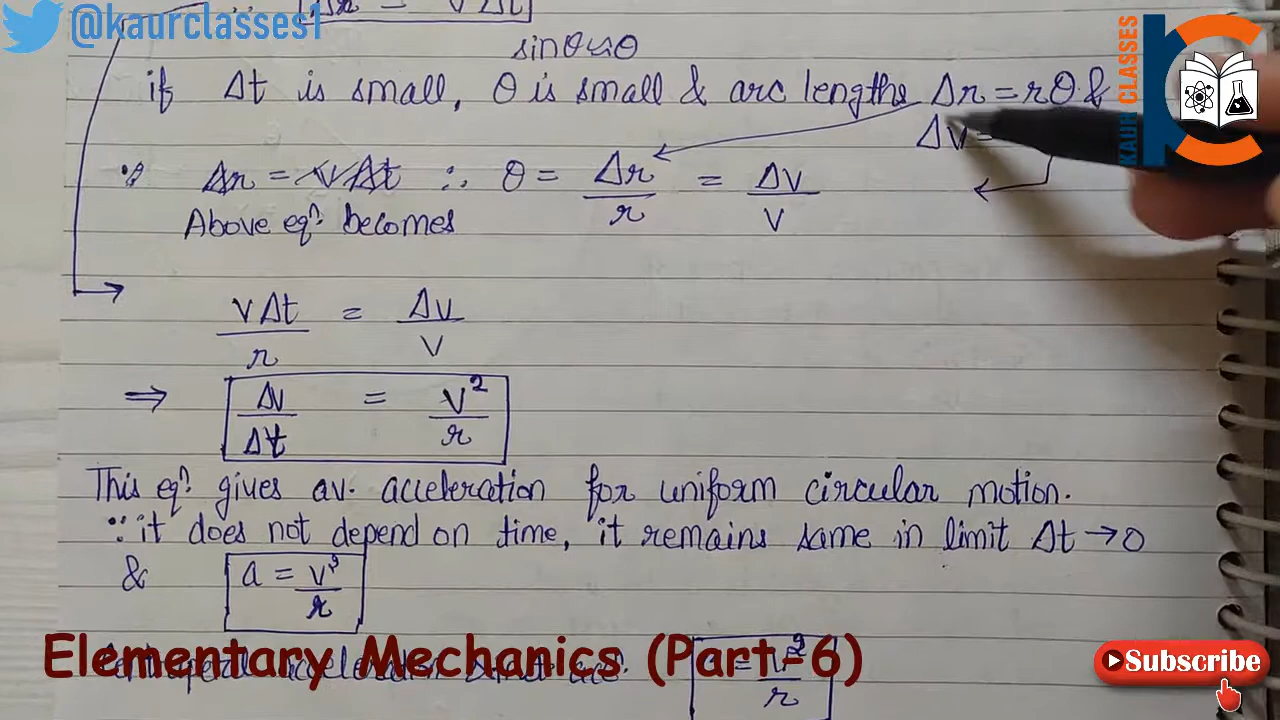 @kaurclasses1
KAUR CLASSES
sinθ≈θ
if Δt is small, θ is small & arc lengths Δr = rθ &
Δv=
∵ Δr = vΔt ∴ θ = Δr/r = Δv/v
Above eqⁿ becomes
vΔt/r = Δv/v
⇒ Δv/Δt = v²/r
This eqⁿ gives av. acceleration for uniform circular motion.
∵ it does not depend on time, it remains same in limit Δt → 0
& a = v²/r
Elementary Mechanics (Part-6)
= v²/r
Subscribe